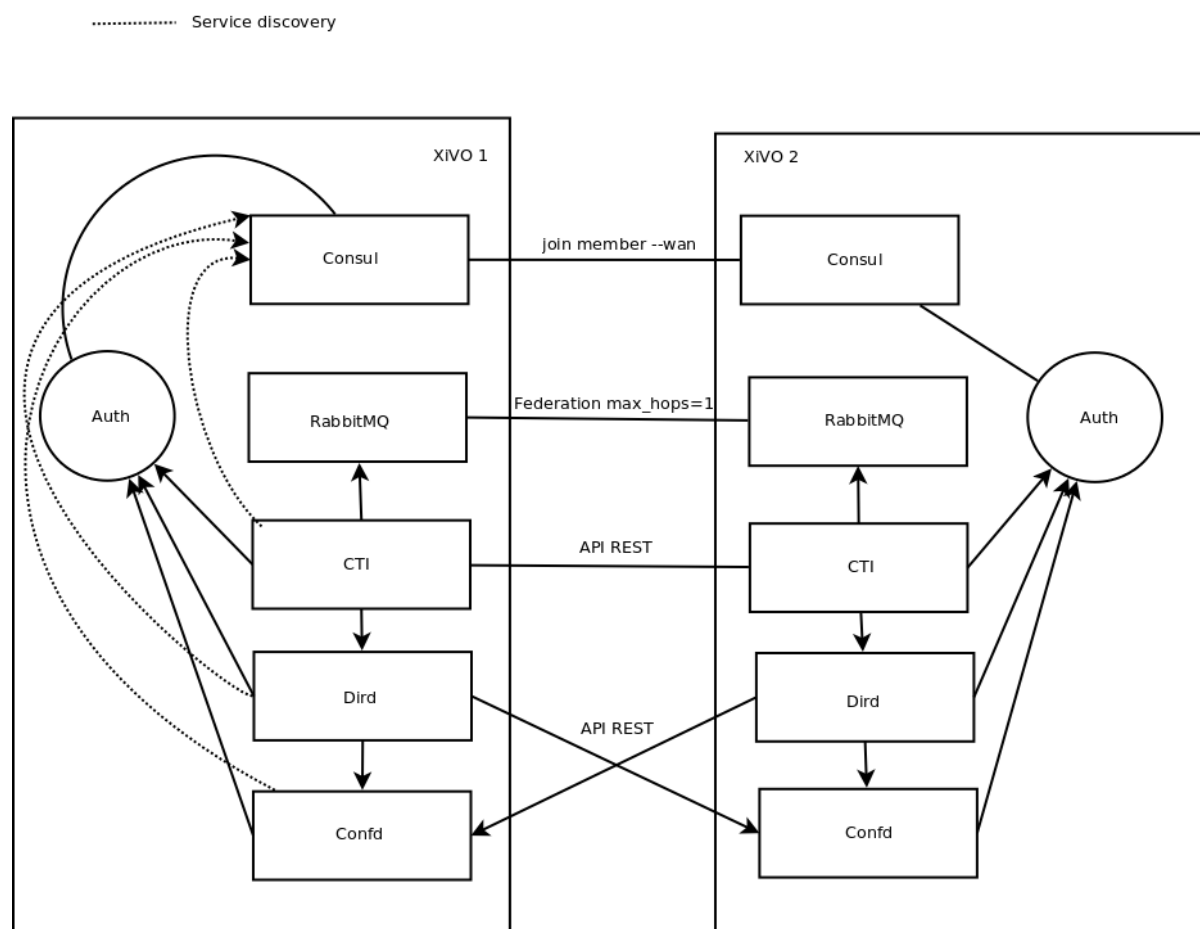 Service discovery
XiVO 1
XiVO 2
Consul
join member --wan
Consul
Auth
RabbitMQ
Federation max_hops=1
RabbitMQ
Auth
CTI
API REST
CTI
Dird
API REST
Dird
Confd
Confd